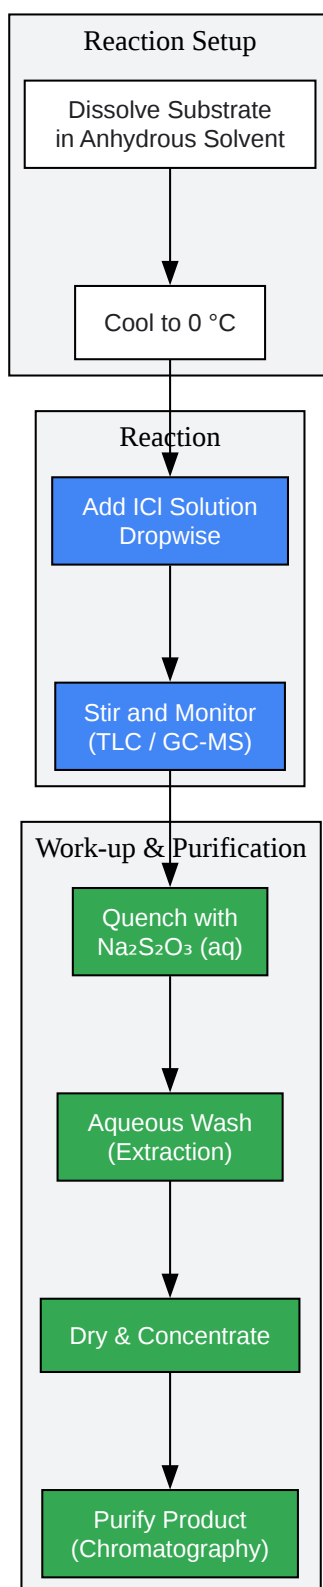 Reaction Setup
Dissolve Substrate
in Anhydrous Solvent
Cool to 0 °C
Reaction
Add ICl Solution
Dropwise
Stir and Monitor
(TLC / GC-MS)
Work-up & Purification
Quench with
Na₂S₂O₃ (aq)
Aqueous Wash
(Extraction)
Dry & Concentrate
Purify Product
(Chromatography)